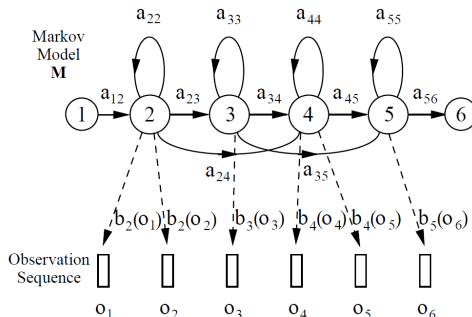 a22 a33 a44 a55
Markov
Model
M
a12 a23 a34 a45 a56
1 2 3 4 5 6
a24 a35
b2(o1) b2(o2) b3(o3) b4(o4) b4(o5) b5(o6)
Observation
Sequence
o1 o2 o3 o4 o5 o6